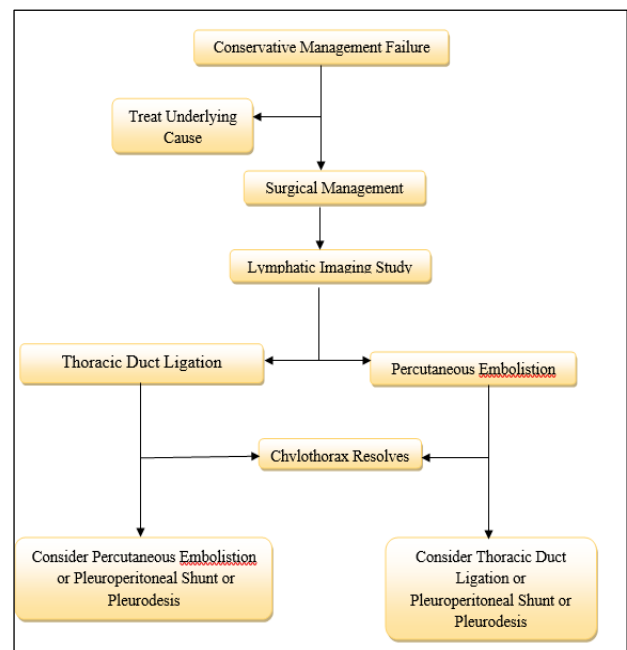 Conservative Management Failure
Treat Underlying
Cause
Surgical Management
Lymphatic Imaging Study
Thoracic Duct Ligation
Percutaneous Embolistion
Chvlothorax Resolves
Consider Percutaneous Embolistion
or Pleuroperitoneal Shunt or
Pleurodesis
Consider Thoracic Duct
Ligation or
Pleuroperitoneal Shunt or
Pleurodesis